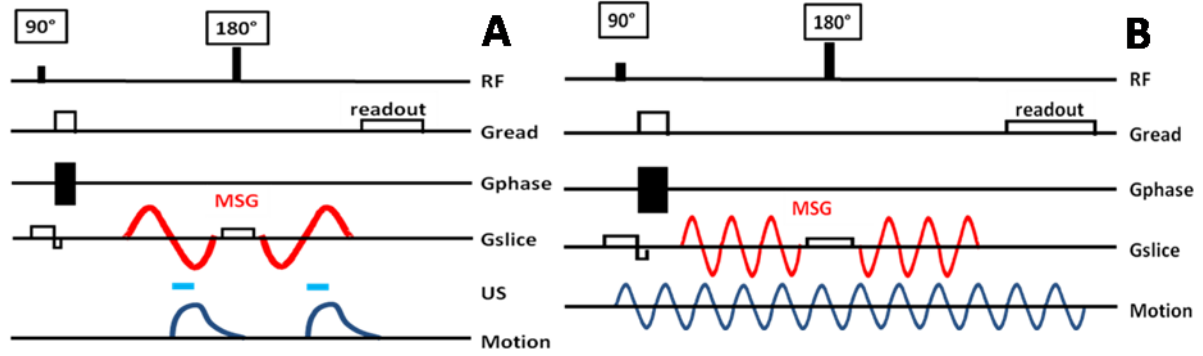 90°
180°
A
RF
readout
Gread
Gphase
MSG
Gslice
US
Motion
90°
180°
B
RF
readout
Gread
Gphase
MSG
Gslice
Motion